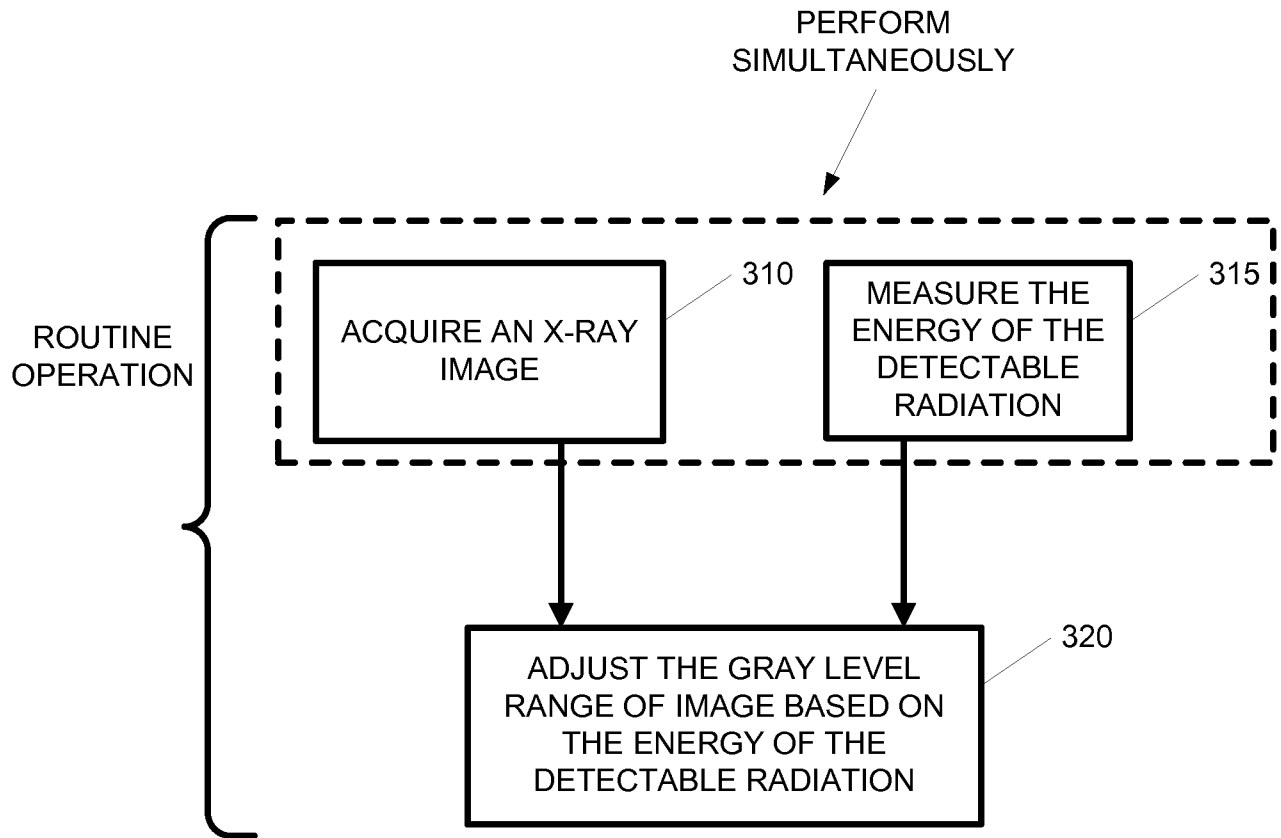 PERFORM
SIMULTANEOUSLY
ROUTINE
OPERATION
ACQUIRE AN X-RAY
IMAGE
310
MEASURE THE
ENERGY OF THE
DETECTABLE
RADIATION
315
ADJUST THE GRAY LEVEL
RANGE OF IMAGE BASED ON
THE ENERGY OF THE
DETECTABLE RADIATION
320